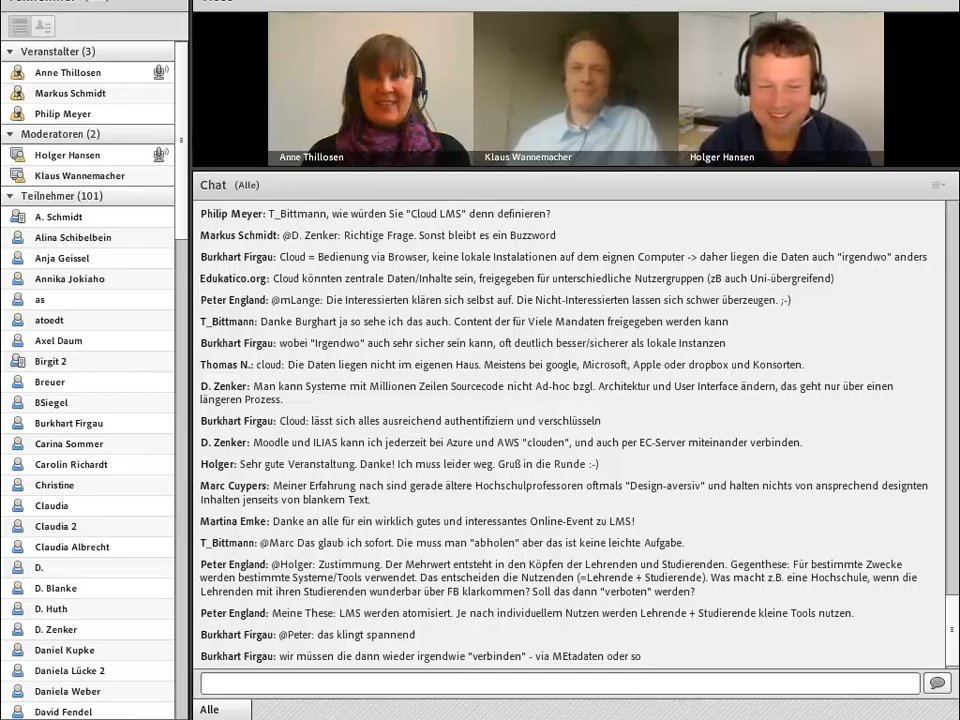 Veranstalter (3)
Anne Thillosen
Markus Schmidt
Philip Meyer
Moderatoren (2)
Holger Hansen
Klaus Wannemacher
Teilnehmer (101)
A. Schmidt
Alina Schibelbein
Anja Geissel
Annika Jokiaho
as
atoedt
Axel Daum
Birgit 2
Breuer
BSiegel
Burkhart Firgau
Carina Sommer
Carolin Richardt
Christine
Claudia
Claudia 2
Claudia Albrecht
D.
D. Blanke
D. Huth
D. Zenker
Daniel Kupke
Daniela Lücke 2
Daniela Weber
David Fendel
Anne Thillosen
Klaus Wannemacher
Holger Hansen
Chat (Alle)
Philip Meyer: T_Bittmann, wie würden Sie "Cloud LMS" denn definieren?
Markus Schmidt: @D. Zenker: Richtige Frage. Sonst bleibt es ein Buzzword
Burkhart Firgau: Cloud = Bedienung via Browser, keine lokale Instalationen auf dem eignen Computer -> daher liegen die Daten auch "irgendwo" anders
Edukatico.org: Cloud könnten zentrale Daten/Inhalte sein, freigegeben für unterschiedliche Nutzergruppen (zB auch Uni-übergreifend)
Peter England: @mLange: Die Interessierten klären sich selbst auf. Die Nicht-Interessierten lassen sich schwer überzeugen. ;-)
T_Bittmann: Danke Burghart ja so sehe ich das auch. Content der für Viele Mandaten freigegeben werden kann
Burkhart Firgau: wobei "Irgendwo" auch sehr sicher sein kann, oft deutlich besser/sicherer als lokale Instanzen
Thomas N.: cloud: Die Daten liegen nicht im eigenen Haus. Meistens bei google, Microsoft, Apple oder dropbox und Konsorten.
D. Zenker: Man kann Systeme mit Millionen Zeilen Sourcecode nicht Ad-hoc bzgl. Architektur und User Interface ändern, das geht nur über einen
längeren Prozess.
Burkhart Firgau: Cloud: lässt sich alles ausreichend authentifiziern und verschlüsseln
D. Zenker: Moodle und ILIAS kann ich jederzeit bei Azure und AWS "clouden", und auch per EC-Server miteinander verbinden.
Holger: Sehr gute Veranstaltung. Danke! Ich muss leider weg. Gruß in die Runde :-)
Marc Cuypers: Meiner Erfahrung nach sind gerade ältere Hochschulprofessoren oftmals "Design-aversiv" und halten nichts von ansprechend designten
Inhalten jenseits von blankem Text.
Martina Emke: Danke an alle für ein wirklich gutes und interessantes Online-Event zu LMS!
T_Bittmann: @Marc Das glaub ich sofort. Die muss man "abholen" aber das ist keine leichte Aufgabe.
Peter England: @Holger: Zustimmung. Der Mehrwert entsteht in den Köpfen der Lehrenden und Studierenden. Gegenthese: Für bestimmte Zwecke
werden bestimmte Systeme/Tools verwendet. Das entscheiden die Nutzenden (=Lehrende + Studierende). Was macht z.B. eine Hochschule, wenn die
Lehrenden mit ihren Studierenden wunderbar über FB klarkommen? Soll das dann "verboten" werden?
Peter England: Meine These: LMS werden atomisiert. Je nach individuellem Nutzen werden Lehrende + Studierende kleine Tools nutzen.
Burkhart Firgau: @Peter: das klingt spannend
Burkhart Firgau: wir müssen die dann wieder irgendwie "verbinden" - via MEtadaten oder so
Alle